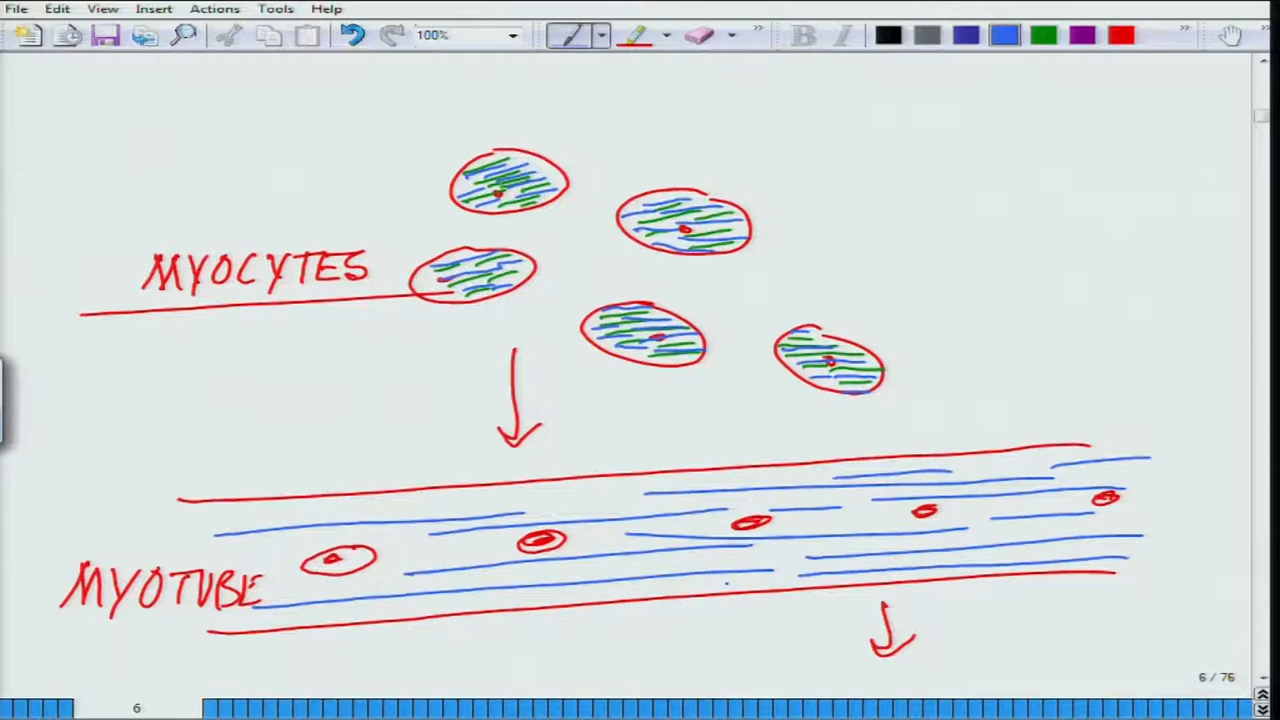 File Edit View Insert Actions Tools Help
100%
MYOCYTES
MYOTUBE
6 / 76
6